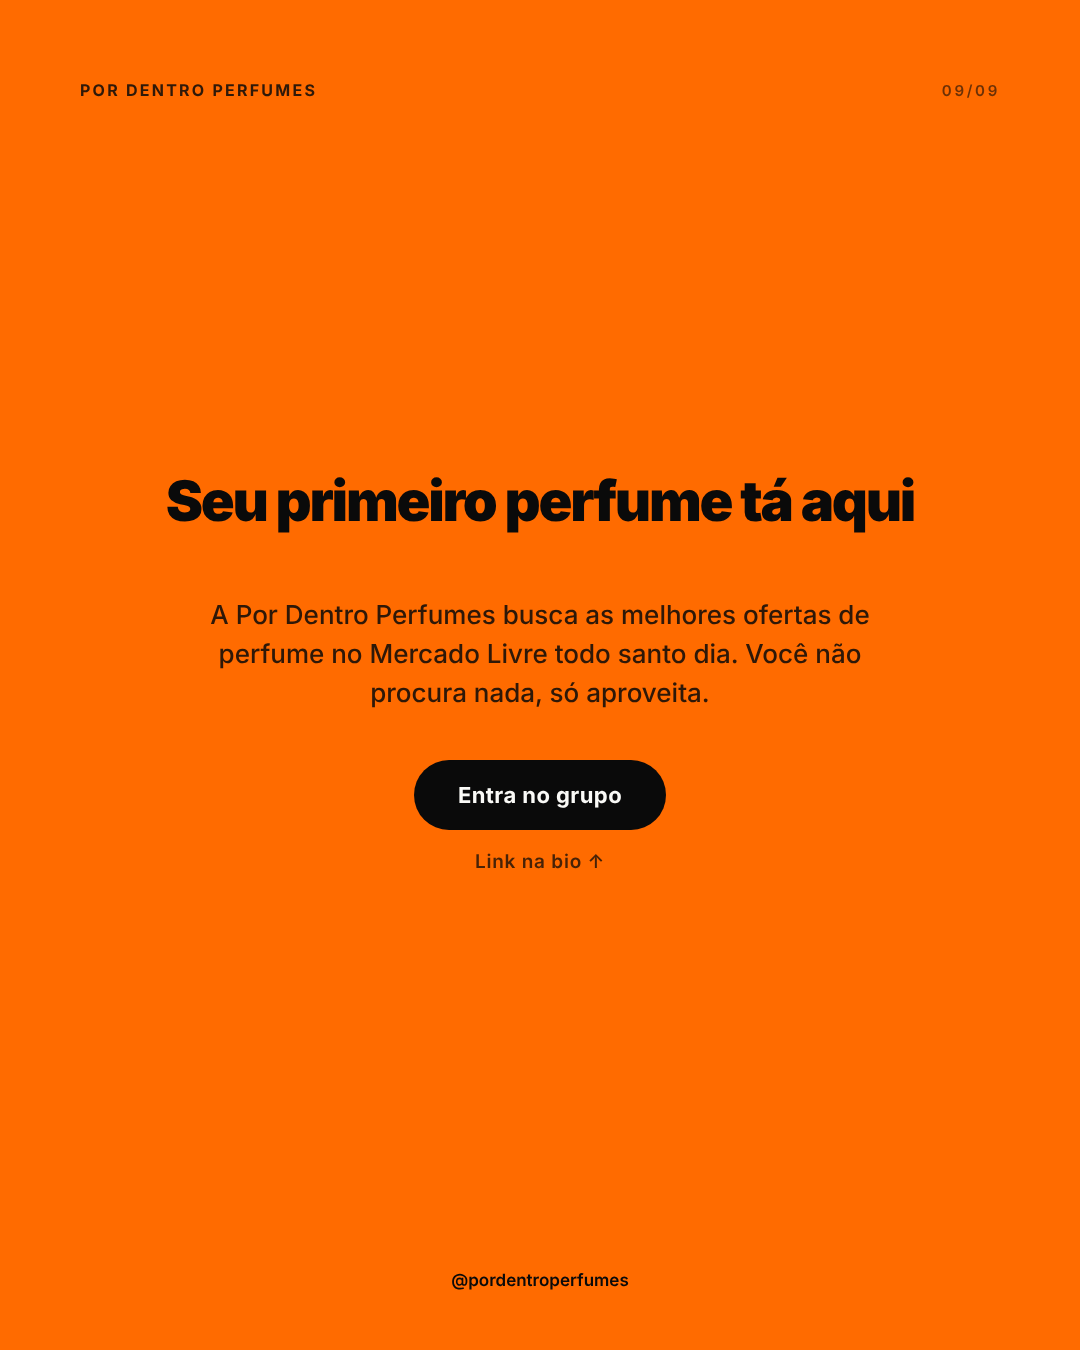 POR DENTRO PERFUMES
09/09
Seu primeiro perfume tá aqui
A Por Dentro Perfumes busca as melhores ofertas de
perfume no Mercado Livre todo santo dia. Você não
procura nada, só aproveita.
Entra no grupo
Link na bio ↑
@pordentroperfumes